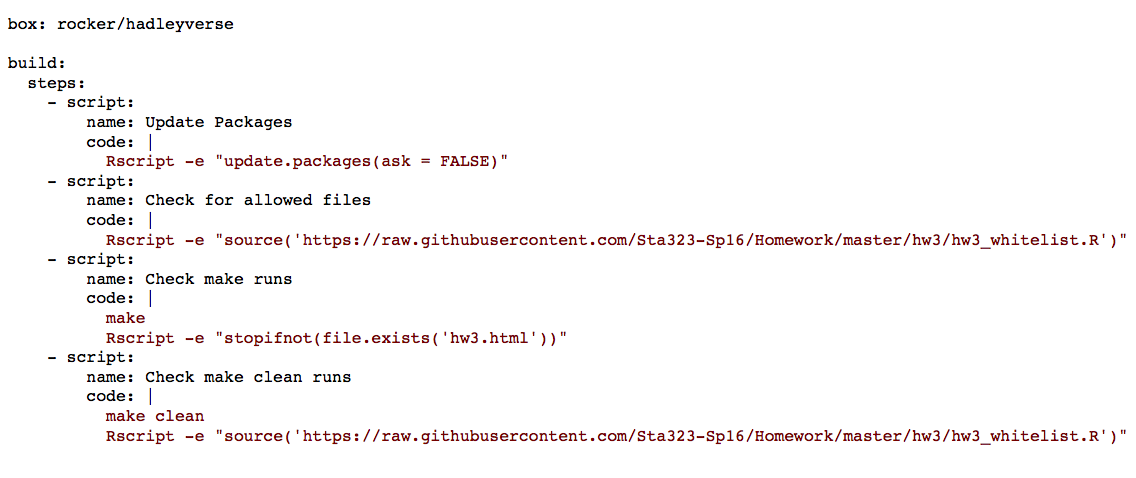 box: rocker/hadleyverse

build:
  steps:
    - script:
        name: Update Packages
        code: |
          Rscript -e "update.packages(ask = FALSE)"
    - script:
        name: Check for allowed files
        code: |
          Rscript -e "source('https://raw.githubusercontent.com/Sta323-Sp16/Homework/master/hw3/hw3_whitelist.R')"
    - script:
        name: Check make runs
        code: |
          make
          Rscript -e "stopifnot(file.exists('hw3.html'))"
    - script:
        name: Check make clean runs
        code: |
          make clean
          Rscript -e "source('https://raw.githubusercontent.com/Sta323-Sp16/Homework/master/hw3/hw3_whitelist.R')"